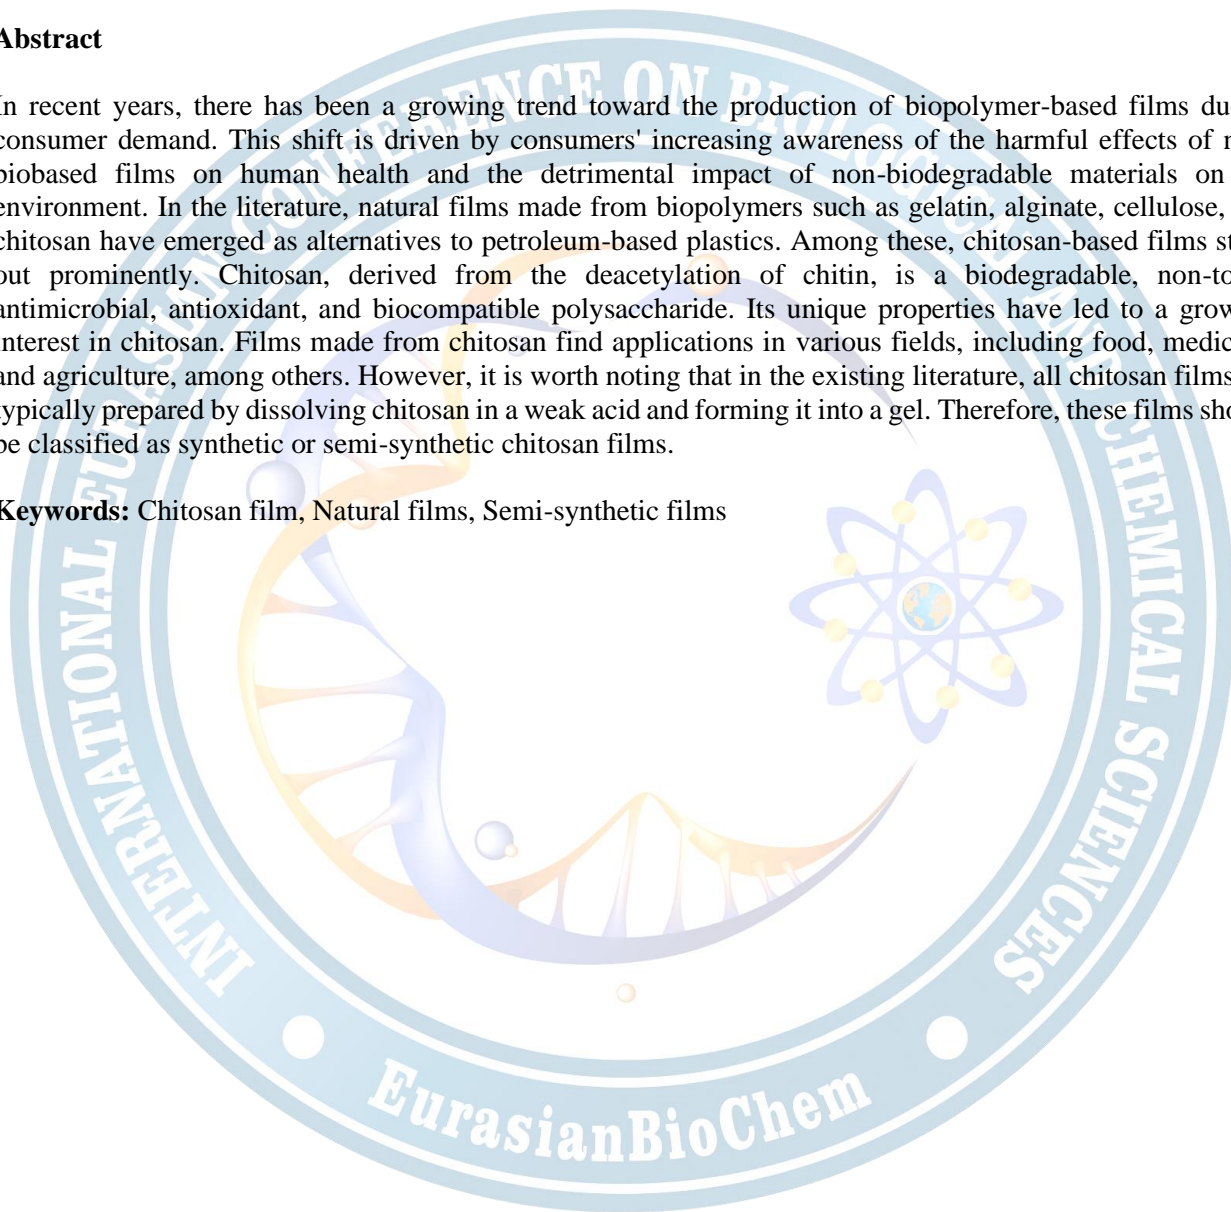 Abstract
In recent years, there has been a growing trend toward the production of biopolymer-based films du
consumer demand. This shift is driven by consumers' increasing awareness of the harmful effects of n
biobased films on human health and the detrimental impact of non-biodegradable materials on
environment. In the literature, natural films made from biopolymers such as gelatin, alginate, cellulose,
chitosan have emerged as alternatives to petroleum-based plastics. Among these, chitosan-based films st
out prominently. Chitosan, derived from the deacetylation of chitin, is a biodegradable, non-to
antimicrobial, antioxidant, and biocompatible polysaccharide. Its unique properties have led to a grow
interest in chitosan. Films made from chitosan find applications in various fields, including food, medic
and agriculture, among others. However, it is worth noting that in the existing literature, all chitosan films
typically prepared by dissolving chitosan in a weak acid and forming it into a gel. Therefore, these films sho
be classified as synthetic or semi-synthetic chitosan films.
Keywords: Chitosan film, Natural films, Semi-synthetic films
INTERNATIONAL EURASIAN CONFERENCE ON BIOLOGICAL AND CHEMICAL SCIENCES
EurasianBioChem